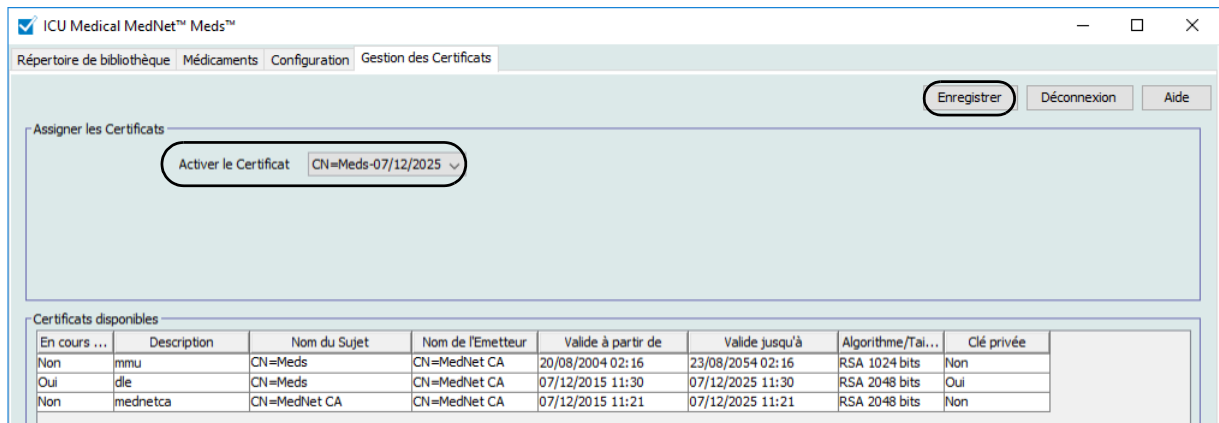 ICU Medical MedNet™ Meds™
Répertoire de bibliothèque Médicaments Configuration Gestion des Certificats
Enregistrer Déconnexion Aide
Assigner les Certificats
Activer le Certificat CN=Meds-07/12/2025
Certificats disponibles
En cours ... Description Nom du Sujet Nom de l'Emetteur Valide à partir de Valide jusqu'à Algorithme/Tai... Clé privée
Non mmu CN=Meds CN=MedNet CA 20/08/2004 02:16 23/08/2054 02:16 RSA 1024 bits Non
Oui dle CN=Meds CN=MedNet CA 07/12/2015 11:30 07/12/2025 11:30 RSA 2048 bits Oui
Non mednetca CN=MedNet CA CN=MedNet CA 07/12/2015 11:21 07/12/2025 11:21 RSA 2048 bits Non